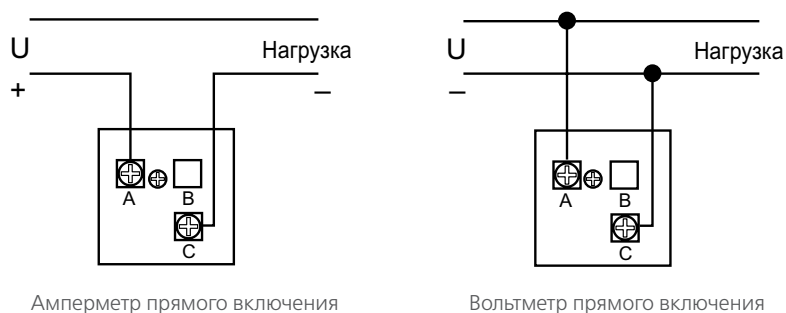 U
Нагрузка
+
–
A
B
C
Амперметр прямого включения
U
Нагрузка
–
A
B
C
Вольтметр прямого включения